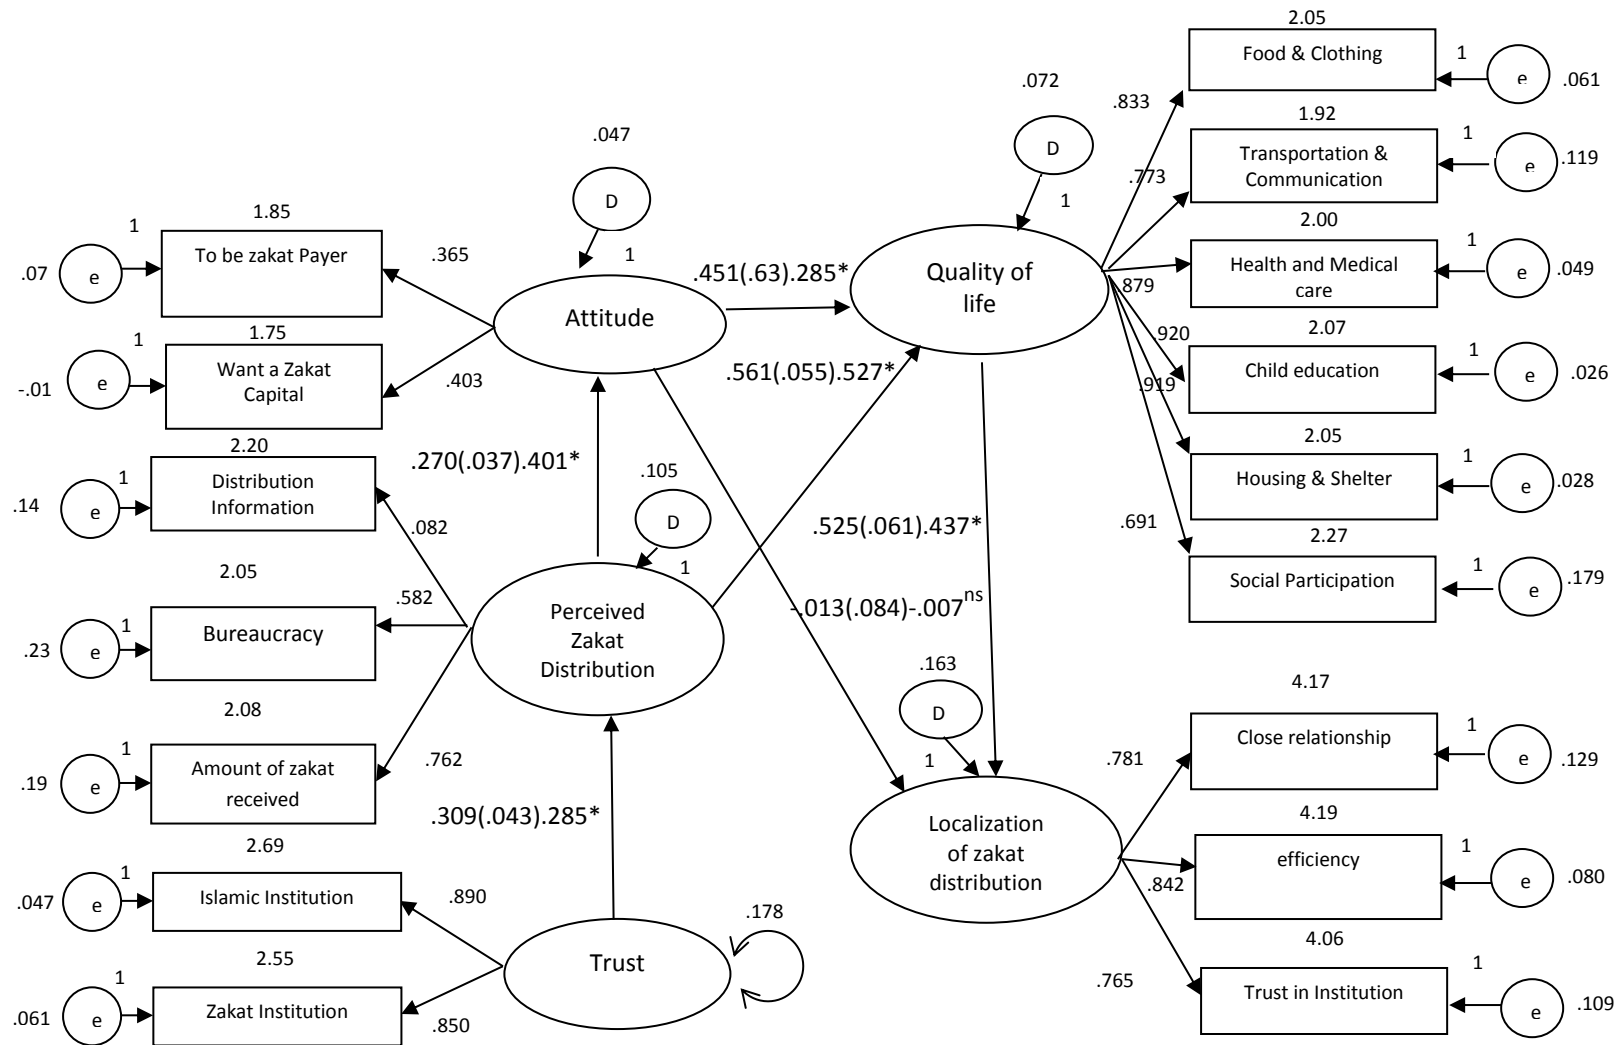 2.05
Food & Clothing
1
e
.061
.072
.833
D
1
1.92
Transportation &
Communication
1
e
.119
.773
.047
D
1
1.85
To be zakat Payer
1
e
.07
.365
Attitude
.451(.63).285*
Quality of
life
2.00
Health and Medical
care
1
e
.049
.879
1.75
Want a Zakat
Capital
1
e
-.01
.403
.561(.055).527*
.920
2.07
Child education
1
e
.026
.919
2.20
Distribution
Information
1
e
.14
.082
.270(.037).401*
.105
D
1
.525(.061).437*
2.05
Housing & Shelter
1
e
.028
.691
2.27
Social Participation
1
e
.179
2.05
Bureaucracy
1
e
.23
.582
Perceived
Zakat
Distribution
-.013(.084)-.007ns
.163
D
1
2.08
Amount of zakat
received
1
e
.19
.762
.309(.043).285*
4.17
Close relationship
1
e
.129
.781
Localization
of zakat
distribution
4.19
efficiency
1
e
.080
.842
2.69
Islamic Institution
1
e
.047
.890
.178
Trust
4.06
Trust in Institution
1
e
.109
.765
2.55
Zakat Institution
1
e
.061
.850